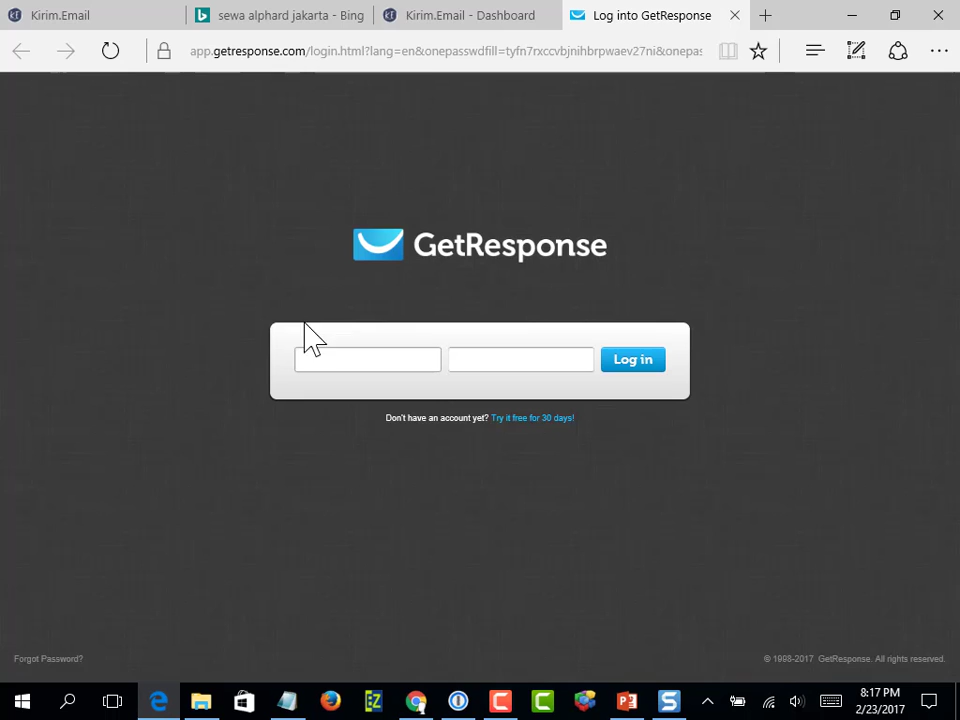 Kirim.Email
sewa alphard jakarta - Bing
Kirim.Email - Dashboard
Log into GetResponse
app.getresponse.com/login.html?lang=en&onepasswdfill=tyfn7rxccvbjnihbrpwaev27ni&onepas
GetResponse
Log in
Don't have an account yet? Try it free for 30 days!
Forgot Password?
© 1998-2017 GetResponse. All rights reserved.
8:17 PM
2/23/2017